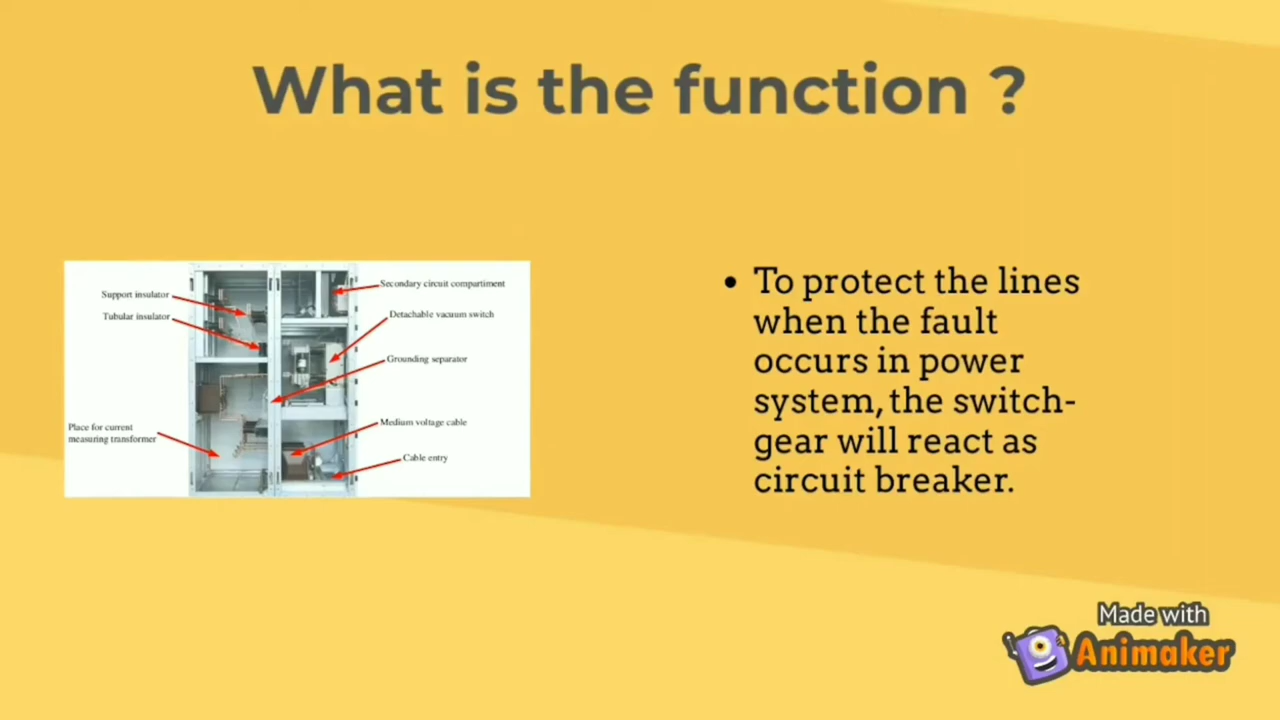 What is the function ?
Support insulator
Tubular insulator
Place for current
measuring transformer
Secondary circuit compartiment
Detachable vacuum switch
Grounding separator
Medium voltage cable
Cable entry
• To protect the lines
when the fault
occurs in power
system, the switch-
gear will react as
circuit breaker.
Made with
Animaker